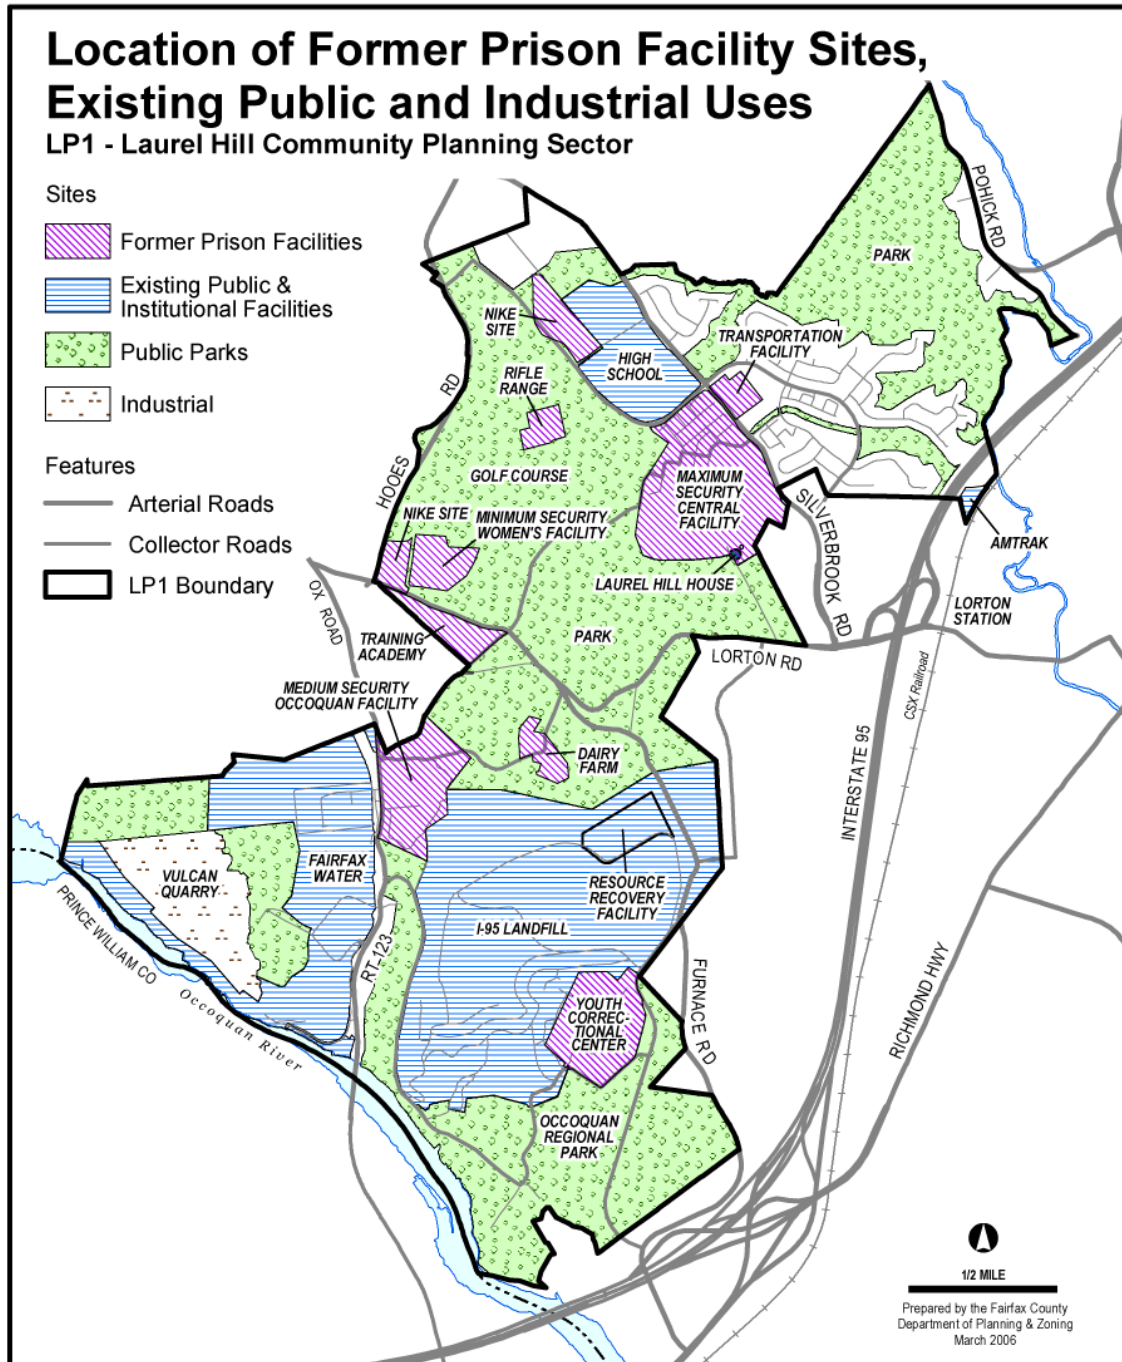 Location of Former Prison Facility Sites,
Existing Public and Industrial Uses
LP1 - Laurel Hill Community Planning Sector
Sites
Former Prison Facilities
Existing Public &
Institutional Facilities
Public Parks
Industrial
Features
Arterial Roads
Collector Roads
LP1 Boundary
POHICK RD
PARK
NIKE
SITE
HIGH
SCHOOL
TRANSPORTATION
FACILITY
RIFLE
RANGE
HOOES RD
GOLF COURSE
MAXIMUM
SECURITY
CENTRAL
FACILITY
NIKE SITE
MINIMUM SECURITY
WOMEN'S FACILITY
SILVERBROOK RD
AMTRAK
LAUREL HILL HOUSE
LORTON
STATION
OX ROAD
TRAINING
ACADEMY
PARK
LORTON RD
MEDIUM SECURITY
OCCOQUAN FACILITY
CSX Railroad
DAIRY
FARM
INTERSTATE 95
VULCAN
QUARRY
FAIRFAX
WATER
RESOURCE
RECOVERY
FACILITY
PRINCE WILLIAM CO
I-95 LANDFILL
RT-123
Occoquan River
YOUTH
CORREC-
TIONAL
CENTER
FURNACE RD
RICHMOND HWY
OCCOQUAN
REGIONAL
PARK
1/2 MILE
Prepared by the Fairfax County
Department of Planning & Zoning
March 2006